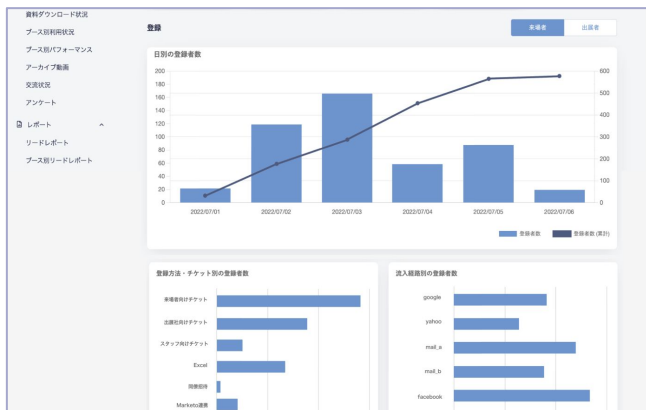 資料ダウンロード状況
ブース別利用状況
ブース別パフォーマンス
アーカイブ動画
交流状況
アンケート
レポート
リードレポート
ブース別リードレポート
登録
来場者
出展者
日別の登録者数
200
180
160
140
120
100
80
60
40
20
0
600
500
400
300
200
100
0
2022/07/01
2022/07/02
2022/07/03
2022/07/04
2022/07/05
2022/07/06
登録者数
登録者数 (累計)
登録方法・チケット別の登録者数
来場者向けチケット
出展社向けチケット
スタッフ向けチケット
Excel
同僚招待
Marketo連携
流入経路別の登録者数
google
yahoo
mail_a
mail_b
facebook